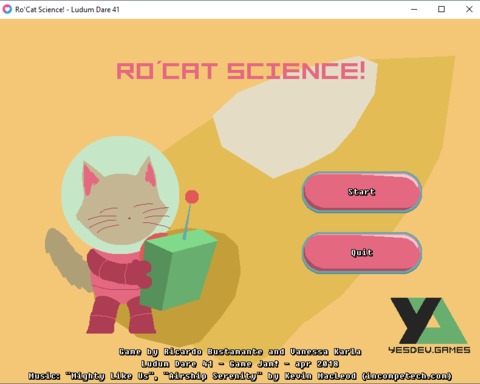 Ro'Cat Science! - Ludum Dare 41
RO'CAT SCIENCE!
Start
Quit
YESDEV.GAMES
Game by Ricardo Bustamante and Vanessa Karla
Ludum Dare 41 - Game Jam! - apr 2018
Music: "Mighty Like Us", "Airship Serenity" by Kevin MacLeod (incompetech.com)